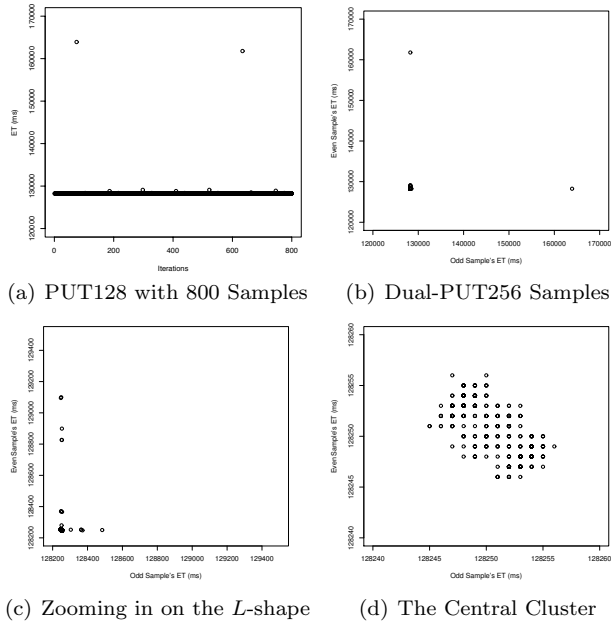 170000
160000
150000
140000
130000
120000
ET (ms)
0 200 400 600 800
Iterations
(a) PUT128 with 800 Samples
170000
160000
150000
140000
130000
120000
Even Sample's ET (ms)
120000 130000 140000 150000 160000 170000
Odd Sample's ET (ms)
(b) Dual-PUT256 Samples
129400
129200
129000
128800
128600
128400
128200
Even Sample's ET (ms)
128200 128400 128600 128800 129000 129200 129400
Odd Sample's ET (ms)
(c) Zooming in on the L-shape
128260
128255
128250
128245
128240
Even Sample's ET (ms)
128240 128245 128250 128255 128260
Odd Sample's ET (ms)
(d) The Central Cluster